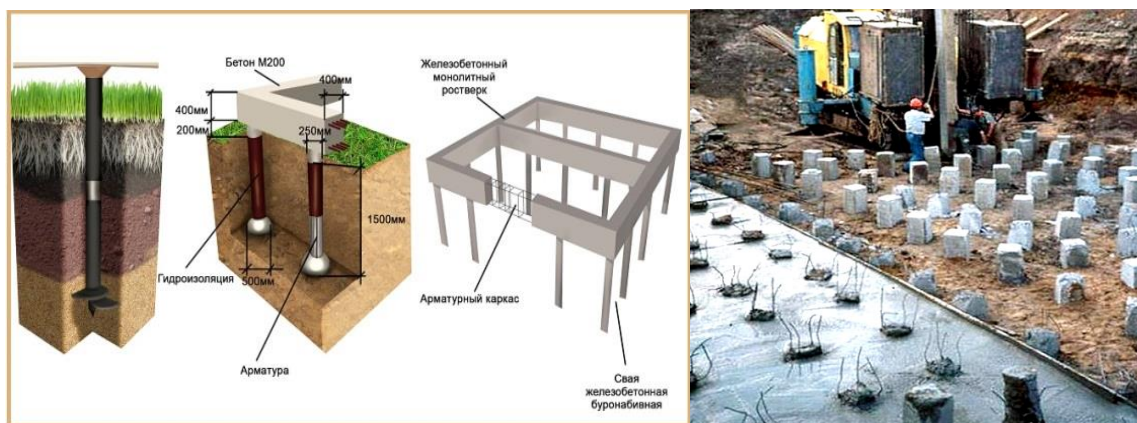 Бетон М200
400мм
400мм
200мм
250мм
1500мм
Гидроизоляция
500мм
Арматура
Железобетонный
монолитный
ростверк
Арматурный каркас
Свая
железобетонная
буронабивная